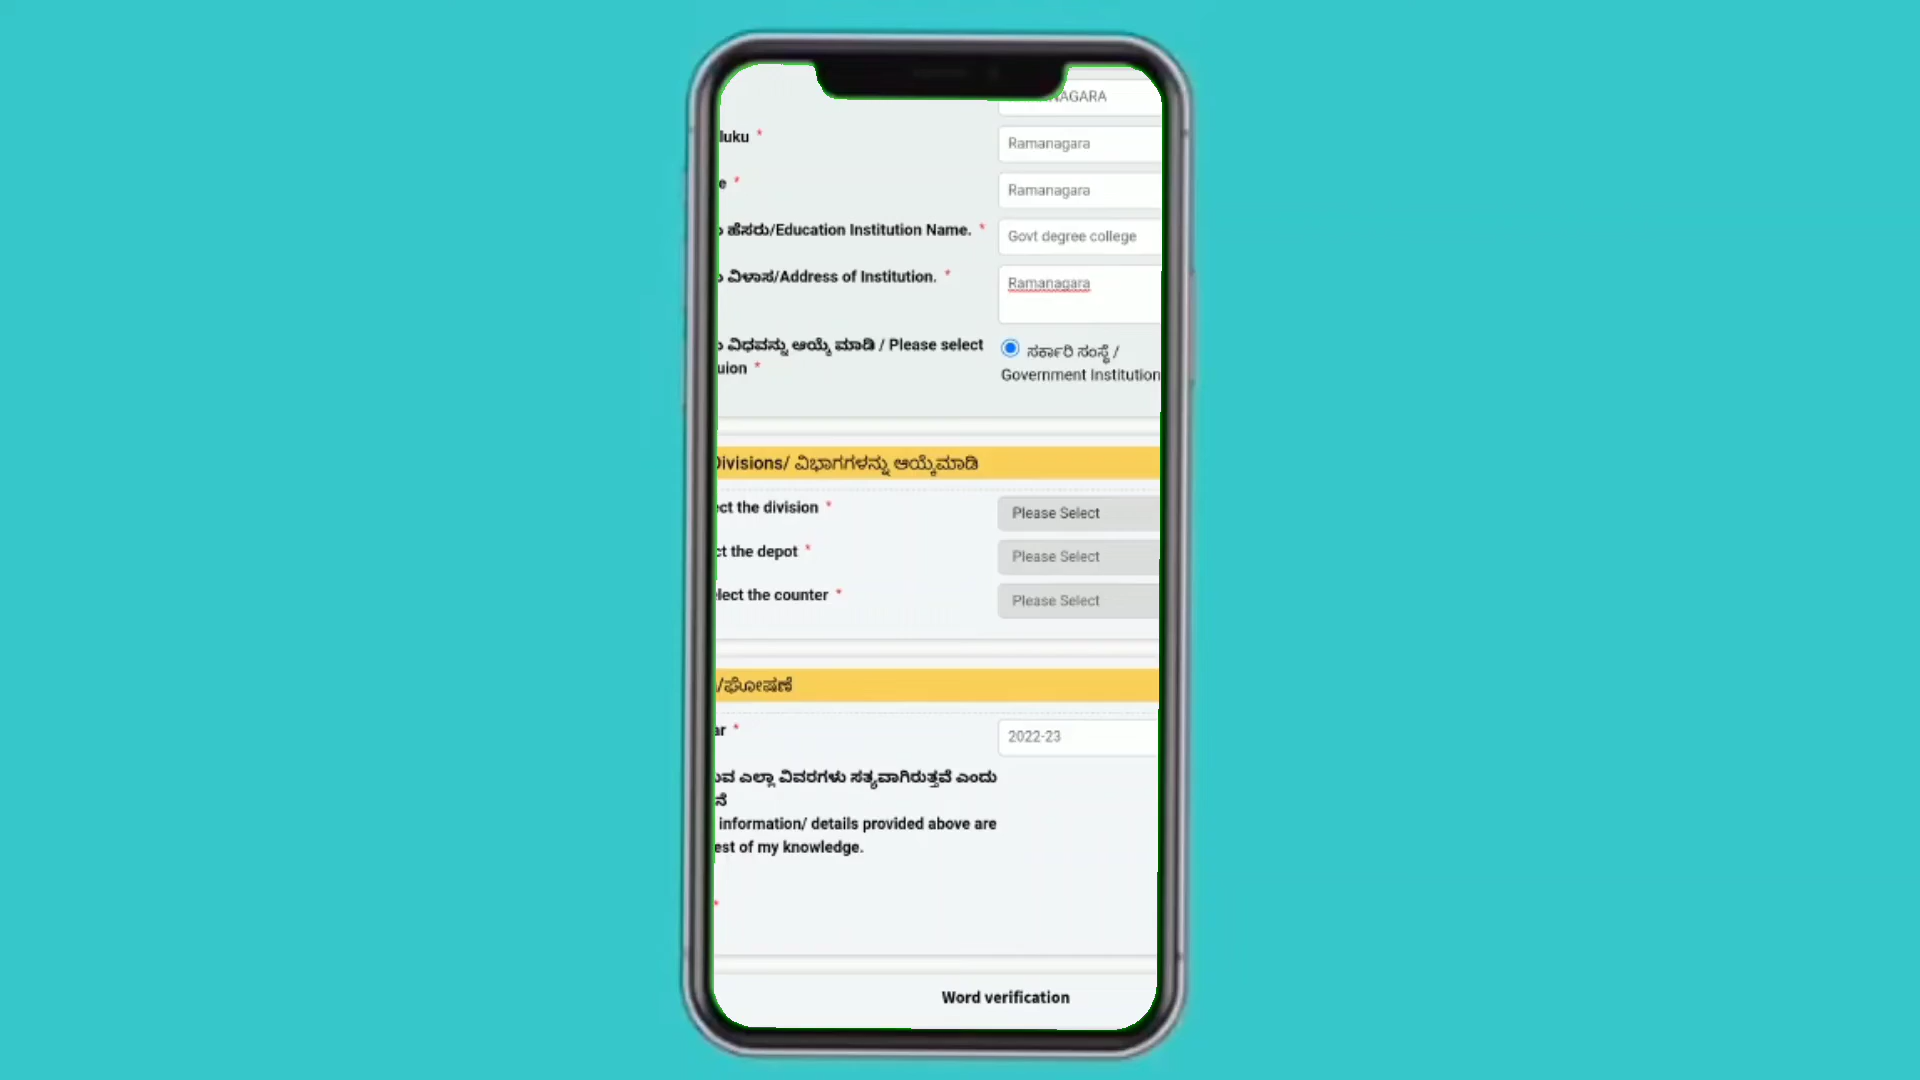 NAGARA
luku *
Ramanagara
e *
Ramanagara
ಹೆಸರು/Education Institution Name. *
Govt degree college
ವಿಳಾಸ/Address of Institution. *
Ramanagara
ವಿಧವನ್ನು ಆಯ್ಕೆ ಮಾಡಿ / Please select
uion *
ಸರ್ಕಾರಿ ಸಂಸ್ಥೆ /
Government Institution
Divisions/ ವಿಭಾಗಗಳನ್ನು ಆಯ್ಕೆಮಾಡಿ
ect the division *
Please Select
ct the depot *
Please Select
elect the counter *
Please Select
/ಘೋಷಣೆ
ar *
2022-23
ುವ ಎಲ್ಲಾ ವಿವರಗಳು ಸತ್ಯವಾಗಿರುತ್ತವೆ ಎಂದು
ನೆ
information/ details provided above are
est of my knowledge.
*
Word verification